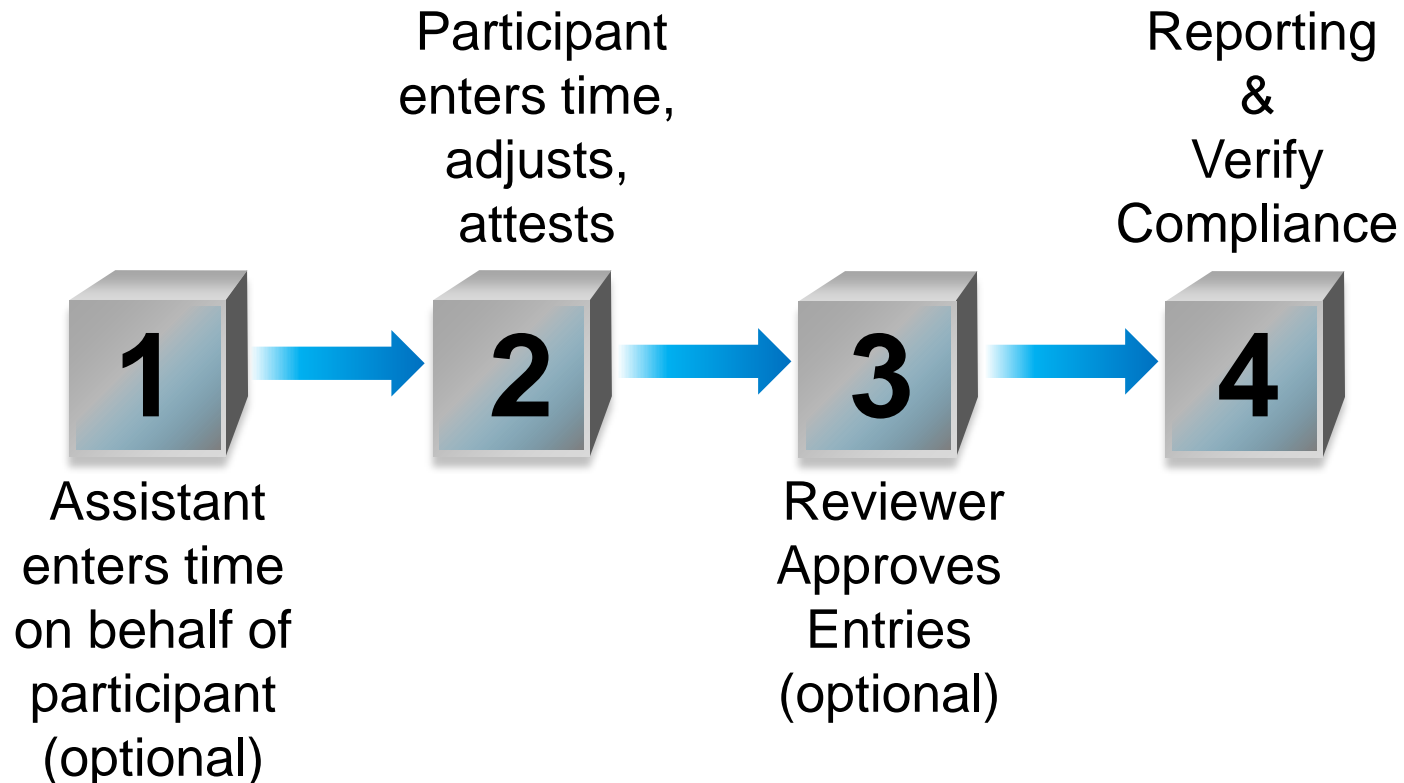 Participant
enters time,
adjusts,
attests
Reporting
&
Verify
Compliance
1
2
3
4
Assistant
enters time
on behalf of
participant
(optional)
Reviewer
Approves
Entries
(optional)